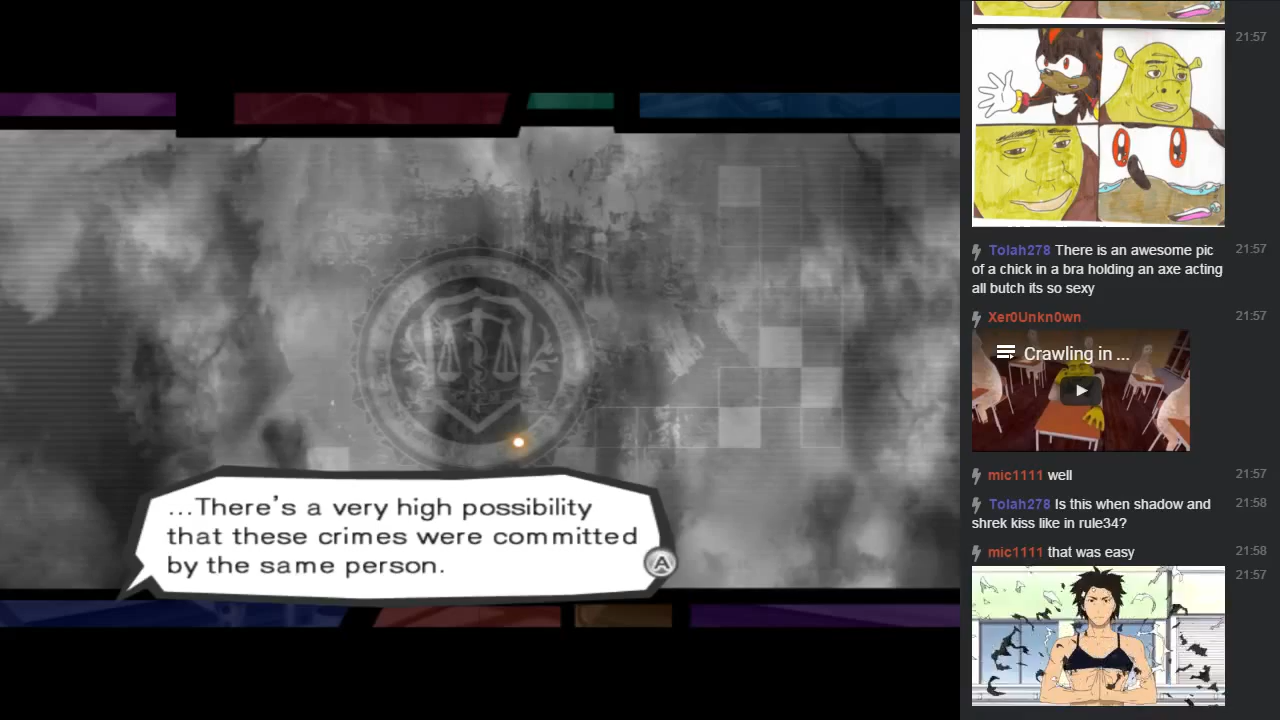 ...There's a very high possibility
that these crimes were committed
by the same person.
A
21:57
Tolah278 There is an awesome pic 21:57
of a chick in a bra holding an axe acting
all butch its so sexy
Xer0Unkn0wn 21:57
Crawling in ...
mic1111 well 21:57
Tolah278 Is this when shadow and 21:58
shrek kiss like in rule34?
mic1111 that was easy 21:58
21:57